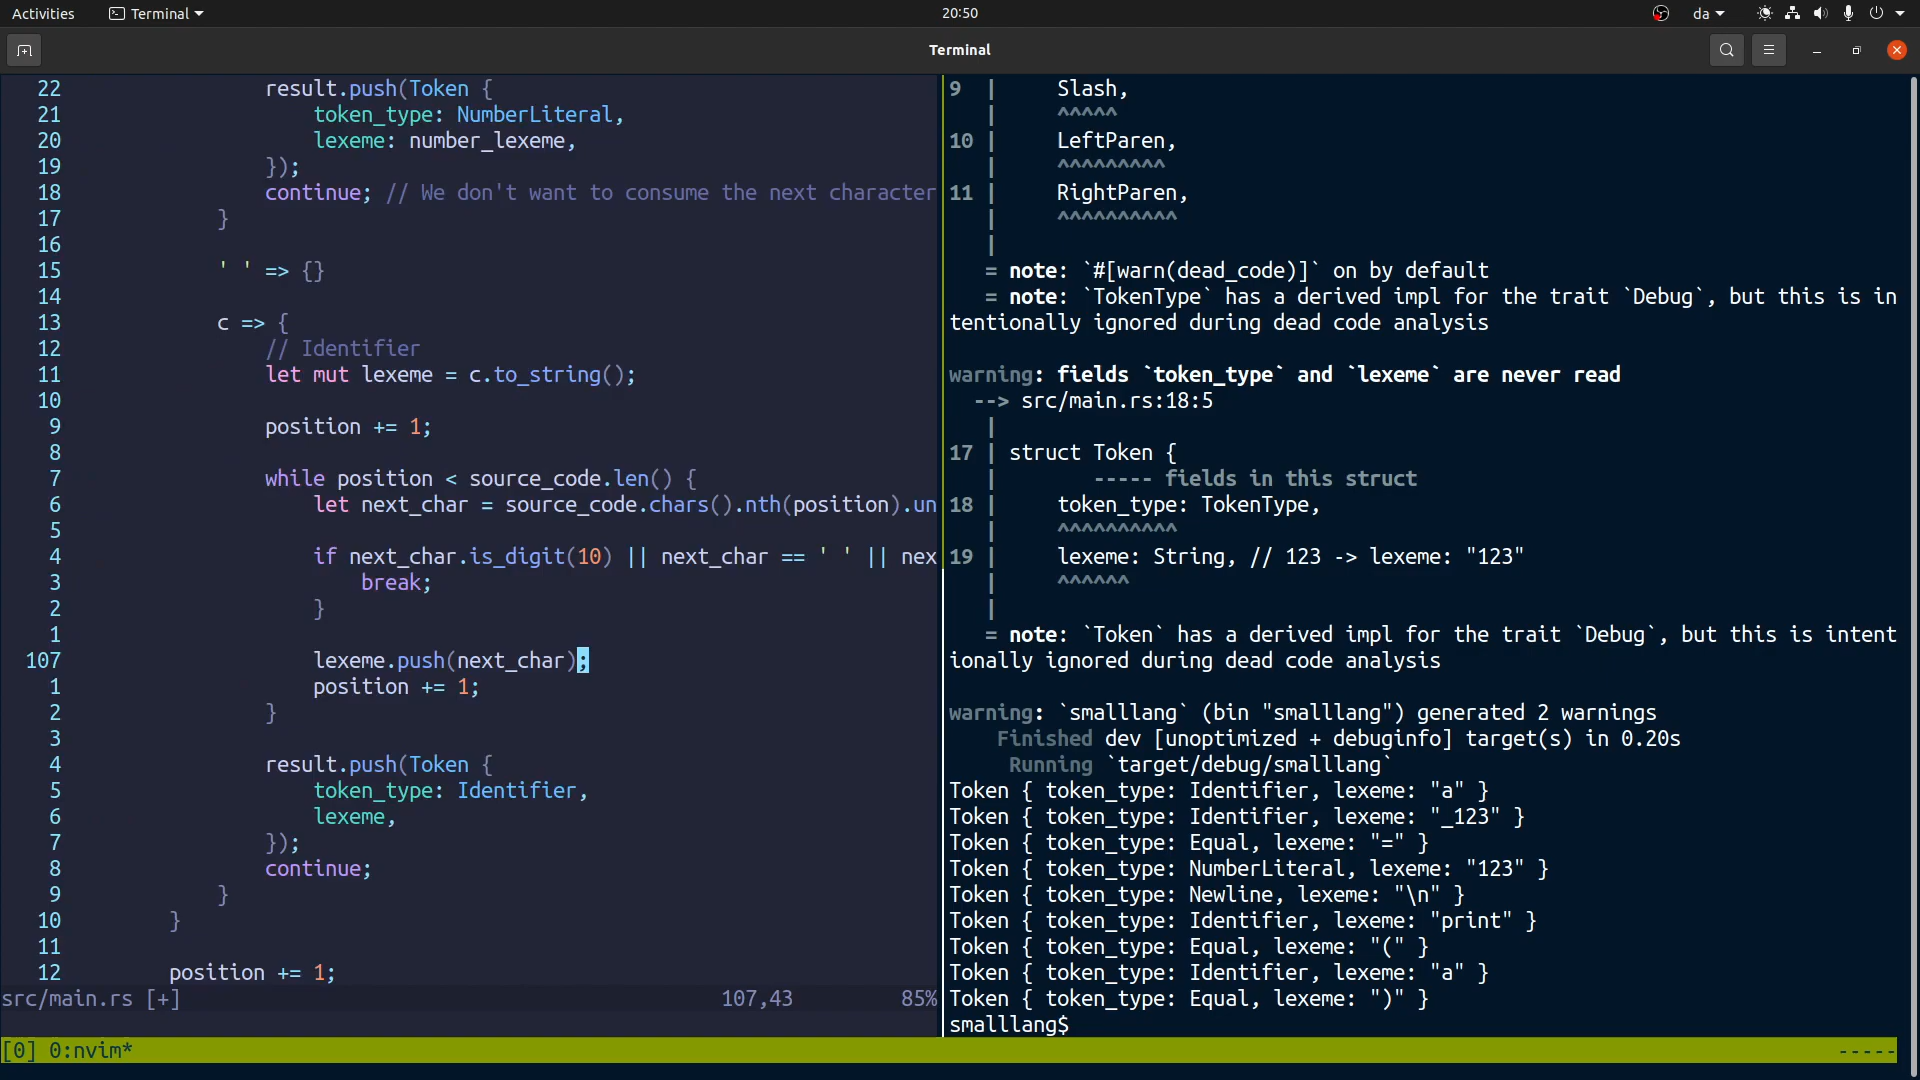 Activities
Terminal
20:50
da
Terminal
22 result.push(Token {
21 token_type: NumberLiteral,
20 lexeme: number_lexeme,
19 });
18 continue; // We don't want to consume the next character
17 }
16
15 ' ' => {}
14
13 c => {
12 // Identifier
11 let mut lexeme = c.to_string();
10
9 position += 1;
8
7 while position < source_code.len() {
6 let next_char = source_code.chars().nth(position).un
5
4 if next_char.is_digit(10) || next_char == ' ' || nex
3 break;
2 }
1
107 lexeme.push(next_char);
1 position += 1;
2 }
3
4 result.push(Token {
5 token_type: Identifier,
6 lexeme,
7 });
8 continue;
9 }
10 }
11
12 position += 1;
src/main.rs [+] 107,43 85%
9 | Slash,
| ^^^^^
10 | LeftParen,
| ^^^^^^^^^
11 | RightParen,
| ^^^^^^^^^^
|
= note: `#[warn(dead_code)]` on by default
= note: `TokenType` has a derived impl for the trait `Debug`, but this is in
tentionally ignored during dead code analysis
warning: fields `token_type` and `lexeme` are never read
--> src/main.rs:18:5
|
17 | struct Token {
| ----- fields in this struct
18 | token_type: TokenType,
| ^^^^^^^^^^
19 | lexeme: String, // 123 -> lexeme: "123"
| ^^^^^^
|
= note: `Token` has a derived impl for the trait `Debug`, but this is intent
ionally ignored during dead code analysis
warning: `smalllang` (bin "smalllang") generated 2 warnings
Finished dev [unoptimized + debuginfo] target(s) in 0.20s
Running `target/debug/smalllang`
Token { token_type: Identifier, lexeme: "a" }
Token { token_type: Identifier, lexeme: "_123" }
Token { token_type: Equal, lexeme: "=" }
Token { token_type: NumberLiteral, lexeme: "123" }
Token { token_type: Newline, lexeme: "\n" }
Token { token_type: Identifier, lexeme: "print" }
Token { token_type: Equal, lexeme: "(" }
Token { token_type: Identifier, lexeme: "a" }
Token { token_type: Equal, lexeme: ")" }
smalllang$
[0] 0:nvim* -----